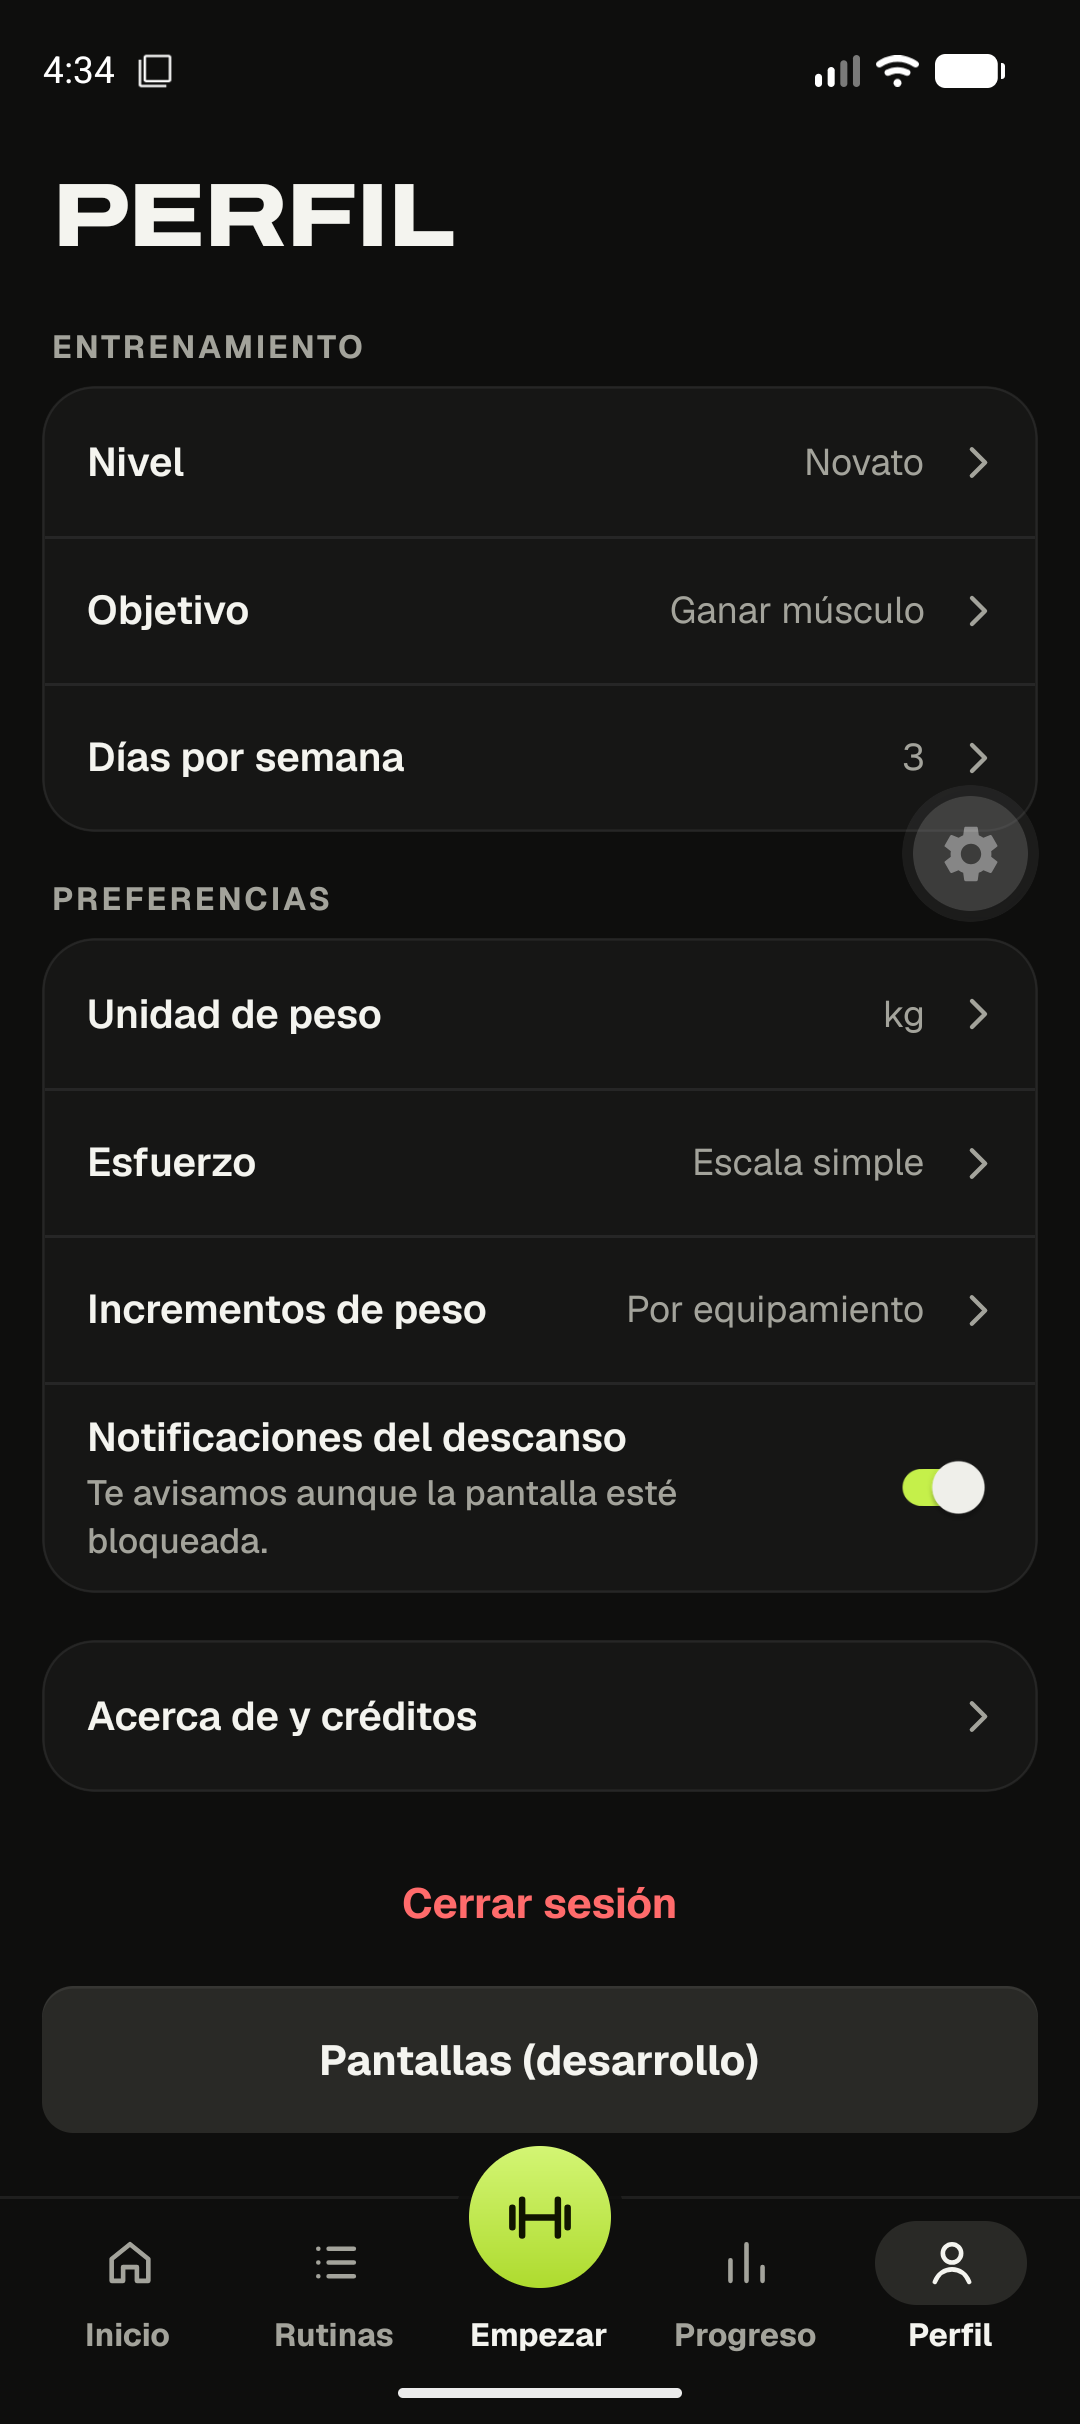 4:34
PERFIL
ENTRENAMIENTO
Nivel
Novato
Objetivo
Ganar músculo
Días por semana
3
PREFERENCIAS
Unidad de peso
kg
Esfuerzo
Escala simple
Incrementos de peso
Por equipamiento
Notificaciones del descanso
Te avisamos aunque la pantalla esté
bloqueada.
Acerca de y créditos
Cerrar sesión
Pantallas (desarrollo)
Inicio
Rutinas
Empezar
Progreso
Perfil